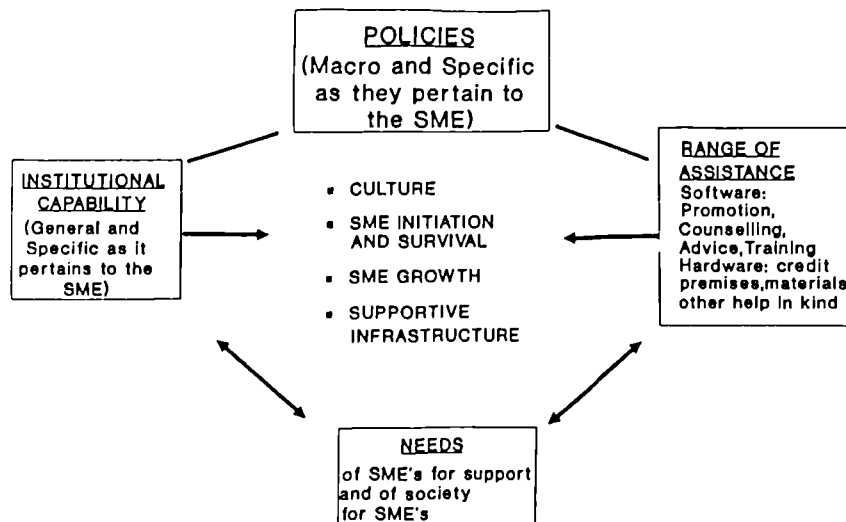 POLICIES
(Macro and Specific
as they pertain to
the SME)
INSTITUTIONAL
CAPABILITY
(General and
Specific as it
pertains to the
SME)
▪ CULTURE
▪ SME INITIATION
AND SURVIVAL
▪ SME GROWTH
▪ SUPPORTIVE
INFRASTRUCTURE
RANGE OF
ASSISTANCE
Software:
Promotion,
Counselling,
Advice,Training
Hardware: credit
premises,materials
other help in kind
NEEDS
of SME's for support
and of society
for SME's